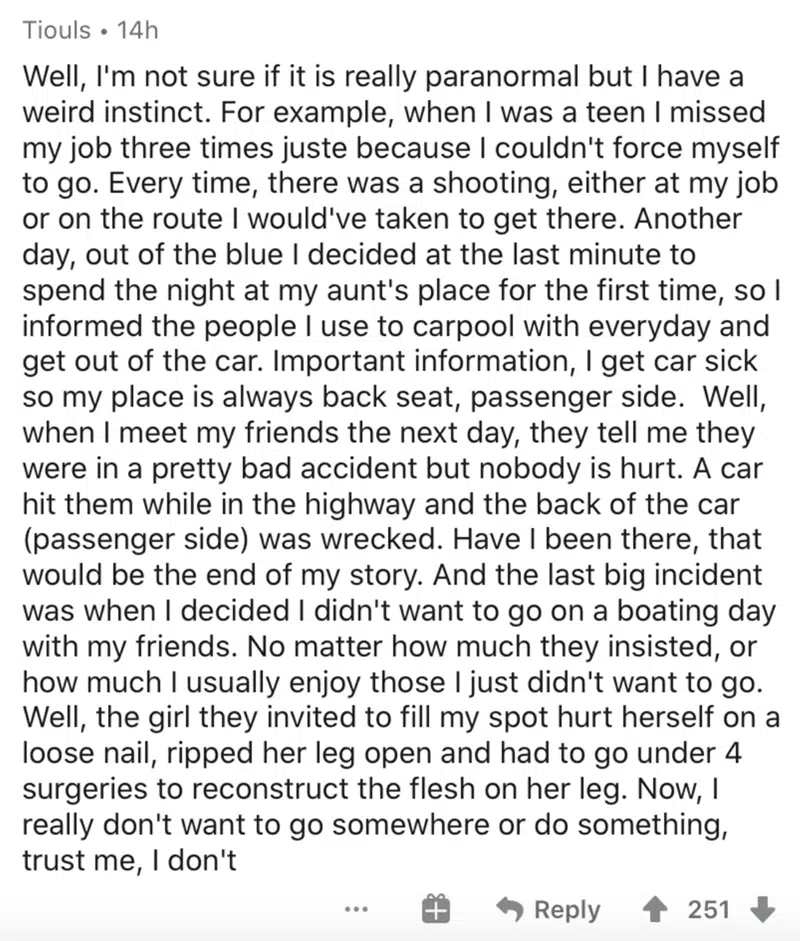 Tiouls • 14h
Well, I'm not sure if it is really paranormal but I have a
weird instinct. For example, when I was a teen I missed
my job three times juste because I couldn't force myself
to go. Every time, there was a shooting, either at my job
or on the route I would've taken to get there. Another
day, out of the blue I decided at the last minute to
spend the night at my aunt's place for the first time, so I
informed the people I use to carpool with everyday and
get out of the car. Important information, I get car sick
so my place is always back seat, passenger side.  Well,
when I meet my friends the next day, they tell me they
were in a pretty bad accident but nobody is hurt. A car
hit them while in the highway and the back of the car
(passenger side) was wrecked. Have I been there, that
would be the end of my story. And the last big incident
was when I decided I didn't want to go on a boating day
with my friends. No matter how much they insisted, or
how much I usually enjoy those I just didn't want to go.
Well, the girl they invited to fill my spot hurt herself on a
loose nail, ripped her leg open and had to go under 4
surgeries to reconstruct the flesh on her leg. Now, I
really don't want to go somewhere or do something,
trust me, I don't
... Reply 251